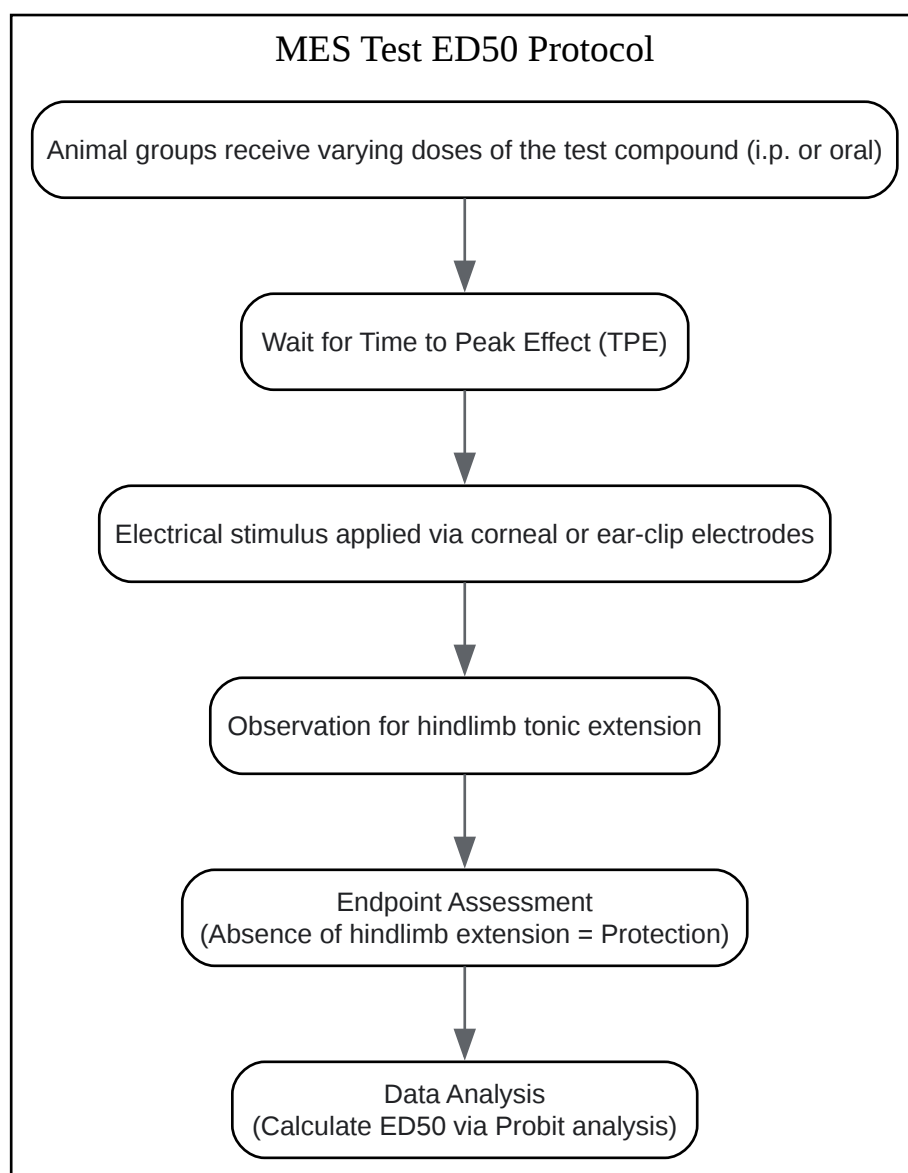 MES Test ED50 Protocol
Animal groups receive varying doses of the test compound (i.p. or oral)
Wait for Time to Peak Effect (TPE)
Electrical stimulus applied via corneal or ear-clip electrodes
Observation for hindlimb tonic extension
Endpoint Assessment
(Absence of hindlimb extension = Protection)
Data Analysis
(Calculate ED50 via Probit analysis)